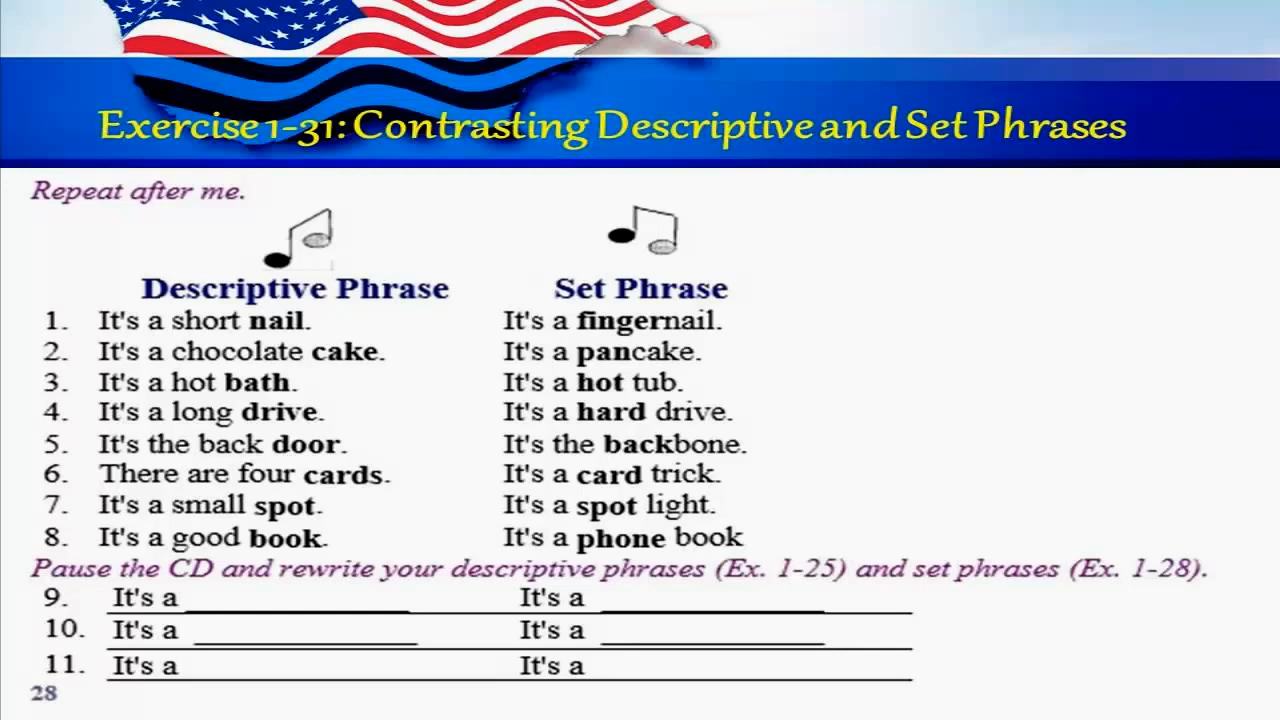 Exercise 1-31: Contrasting Descriptive and Set Phrases
Repeat after me.
Descriptive Phrase Set Phrase
1. It's a short nail. It's a fingernail.
2. It's a chocolate cake. It's a pancake.
3. It's a hot bath. It's a hot tub.
4. It's a long drive. It's a hard drive.
5. It's the back door. It's the backbone.
6. There are four cards. It's a card trick.
7. It's a small spot. It's a spot light.
8. It's a good book. It's a phone book
Pause the CD and rewrite your descriptive phrases (Ex. 1-25) and set phrases (Ex. 1-28).
9. It's a ____________ It's a ____________
10. It's a ____________ It's a ____________
11. It's a It's a
28